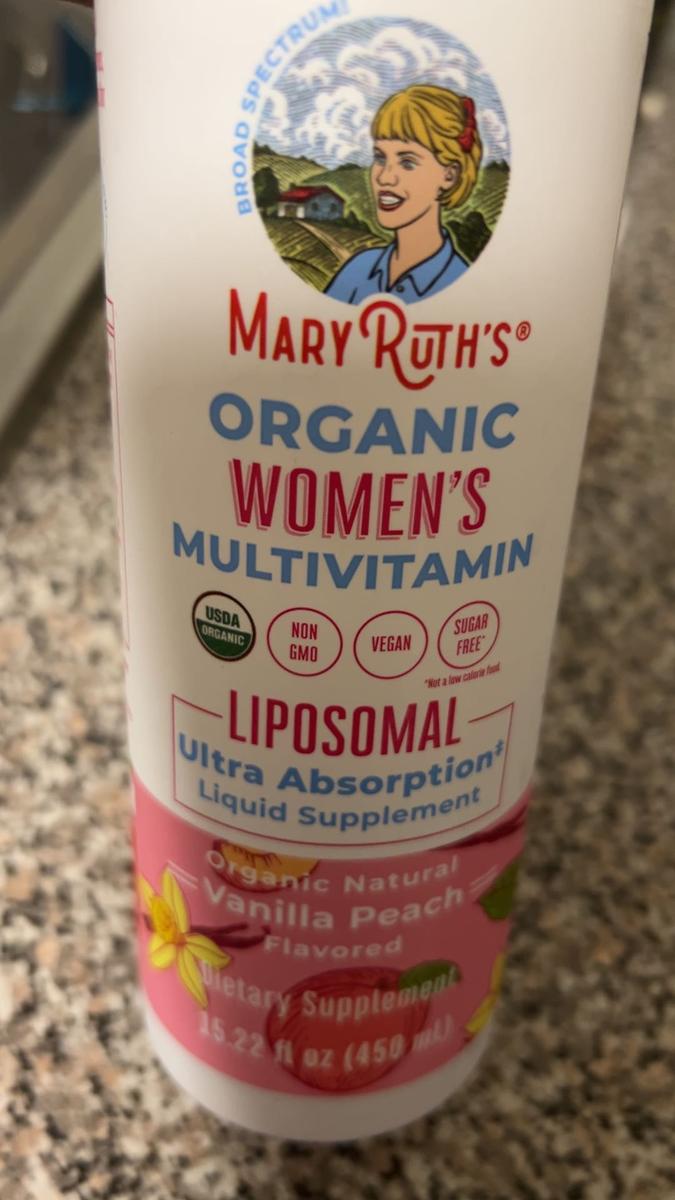 BROAD SPECTRUM!
MARY RUTH'S®
ORGANIC
WOMEN'S
MULTIVITAMIN
USDA
ORGANIC
NON
GMO
VEGAN
SUGAR
FREE*
*Not a low calorie food.
LIPOSOMAL
Ultra Absorption‡
Liquid Supplement
Organic Natural
Vanilla Peach
Flavored
Dietary Supplement
15.22 fl oz (450 mL)